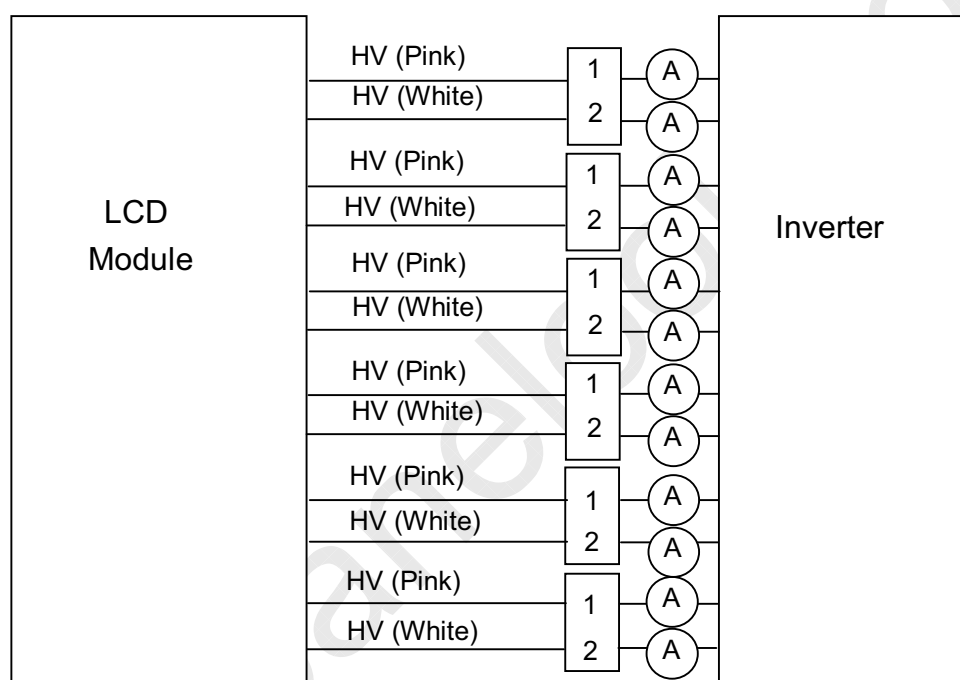 HV (Pink)
1
A
HV (White)
2
A
HV (Pink)
1
A
LCD
Module
HV (White)
2
A
Inverter
HV (Pink)
1
A
HV (White)
2
A
HV (Pink)
1
A
HV (White)
2
A
HV (Pink)
1
A
HV (White)
2
A
HV (Pink)
1
A
HV (White)
2
A